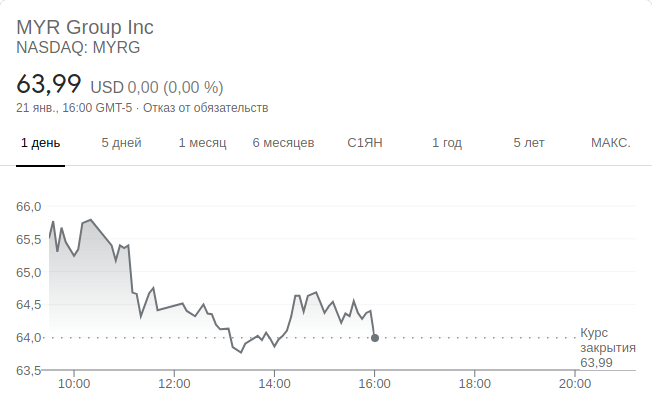 MYR Group Inc
NASDAQ: MYRG
63,99 USD 0,00 (0,00 %)
21 янв., 16:00 GMT-5 · Отказ от обязательств
1 день 5 дней 1 месяц 6 месяцев С1ЯН 1 год 5 лет МАКС.
66,0
65,5
65,0
64,5
64,0
63,5
Курс
закрытия
63,99
10:00 12:00 14:00 16:00 18:00 20:00